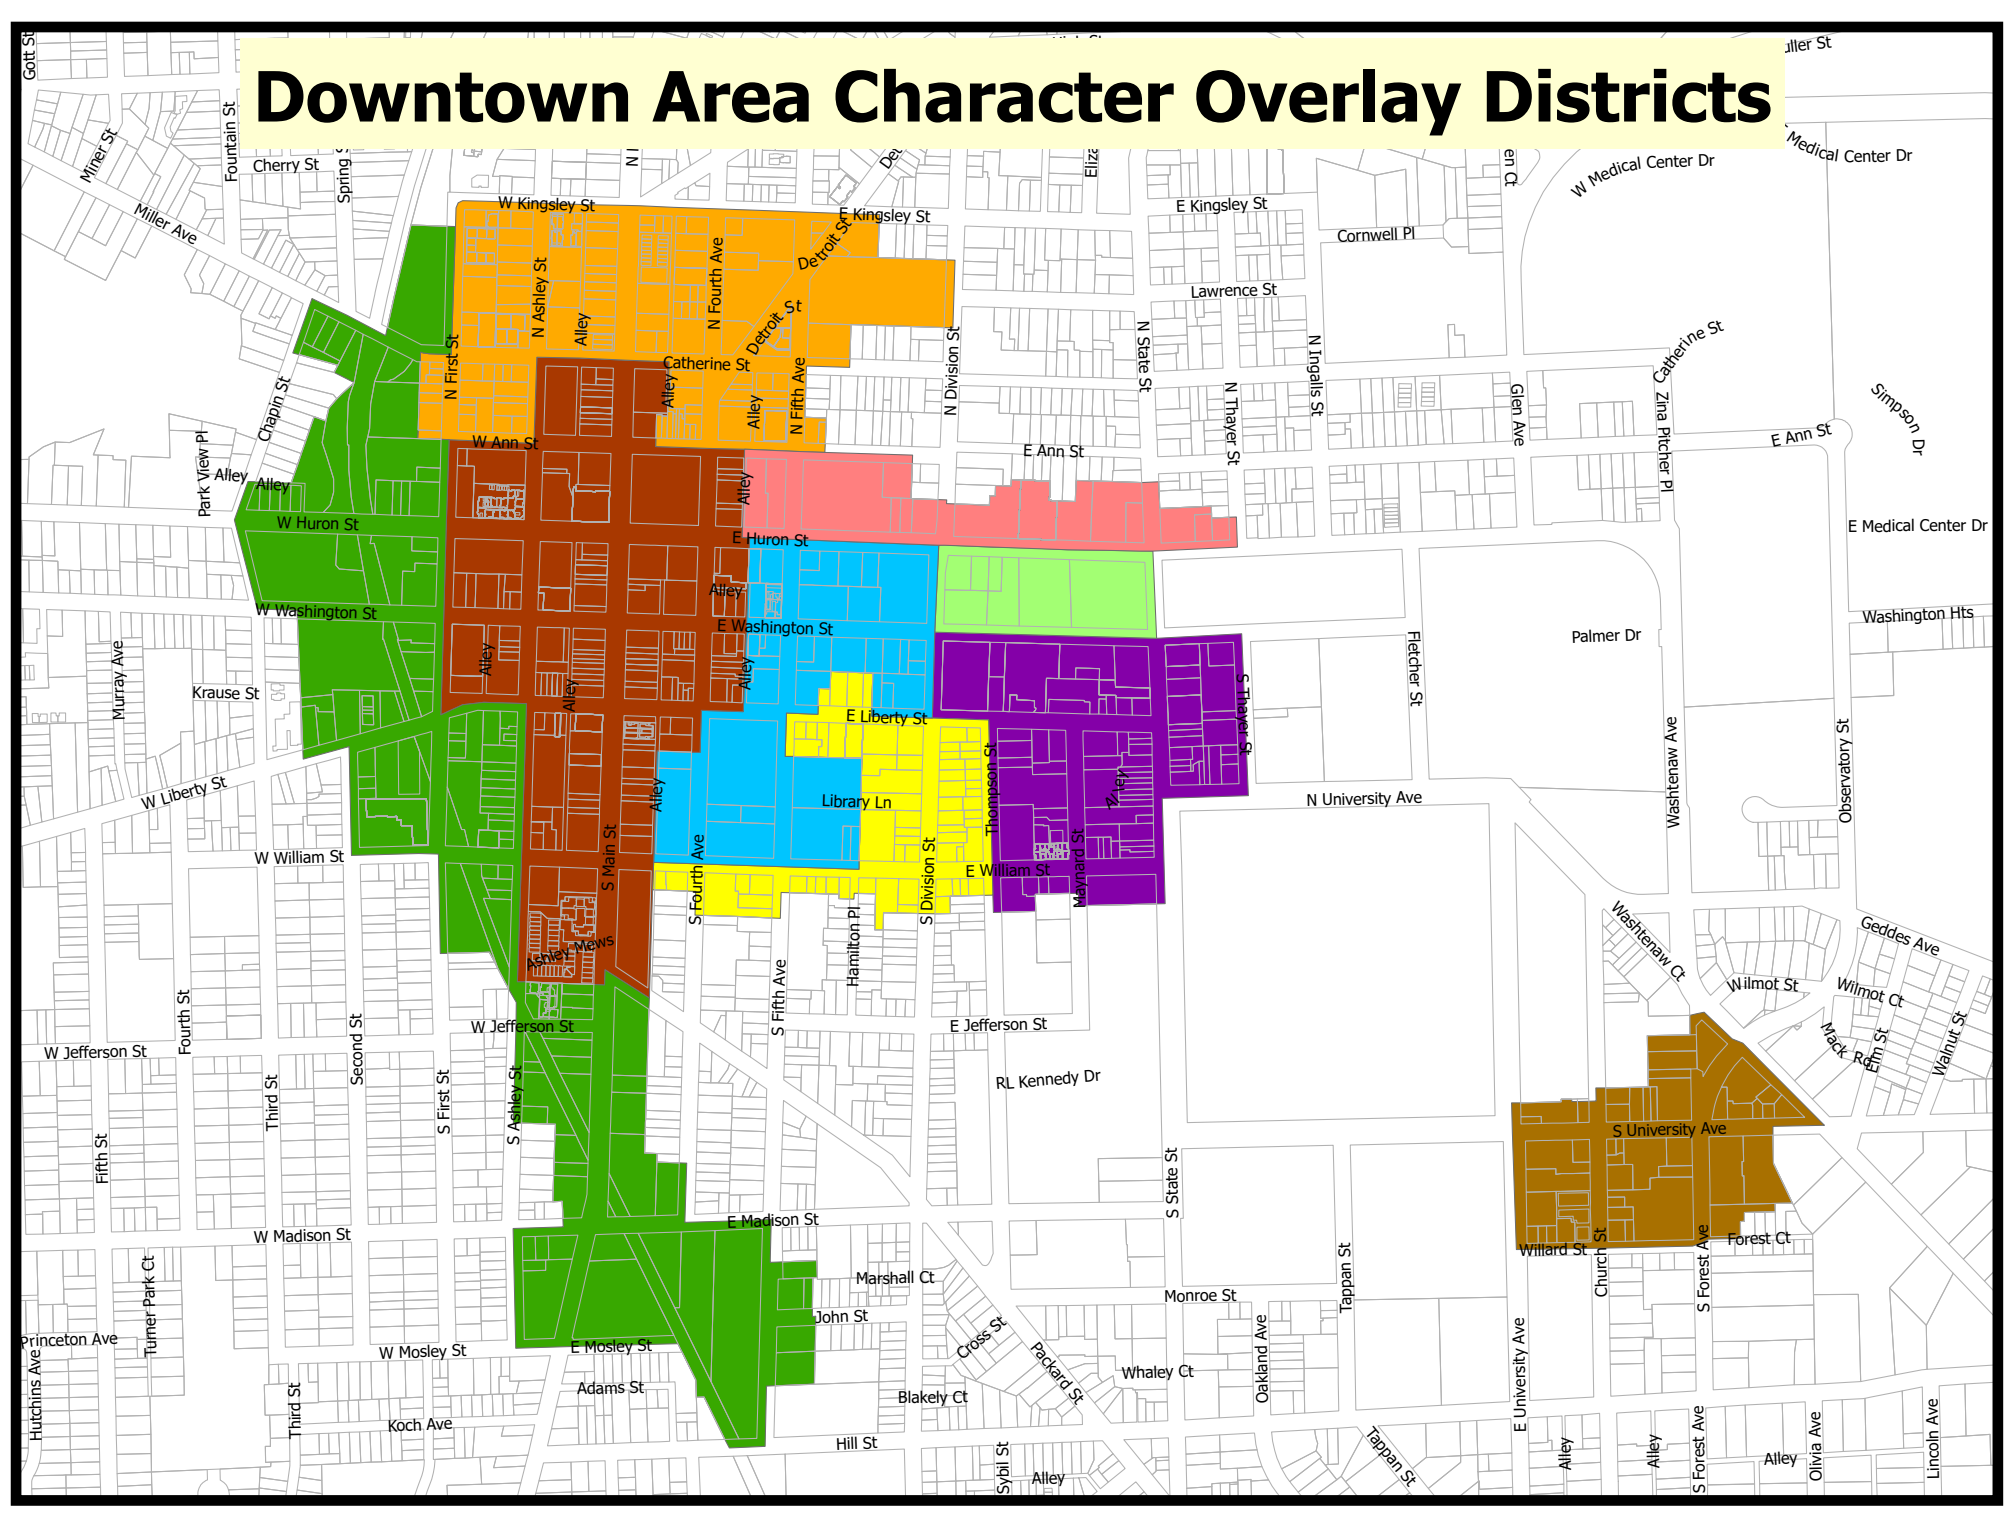 Downtown Area Character Overlay Districts
Gott St
Miner St
Fountain St
Cherry St
Miller Ave
W Kingsley St
E Kingsley St
E Kingsley St
Cornwell Pl
W Medical Center Dr
Medical Center Dr
Detroit St
Detroit St
N Ashley St
Alley
N Fourth Ave
Lawrence St
N First St
Catherine St
Catherine St
N Division St
N State St
N Ingalls St
N Thayer St
Glen Ave
Zina Pitcher Pl
Simpson Dr
Chapin St
Alley
Alley
N Fifth Ave
W Ann St
E Ann St
E Ann St
Park View Pl
Alley
Alley
Alley
W Huron St
E Huron St
E Medical Center Dr
Alley
W Washington St
E Washington St
Washington Hts
Palmer Dr
Fletcher St
Murray Ave
Krause St
Alley
Alley
Alley
S Thayer St
E Liberty St
Washtenaw Ave
Observatory St
W Liberty St
Alley
Library Ln
Thompson St
Alley
N University Ave
W William St
S Main St
S Fourth Ave
S Division St
E William St
Maynard St
Ashley Mews
Hamilton Pl
Washtenaw Ct
Geddes Ave
Wilmot St
Wilmot Ct
Fourth St
Second St
S Fifth Ave
W Jefferson St
W Jefferson St
E Jefferson St
Mack Rd
Elm St
Walnut St
Third St
S First St
S Ashley St
RL Kennedy Dr
Fifth St
S University Ave
S State St
E Madison St
W Madison St
Willard St
Church St
S Forest Ave
Forest Ct
Turner Park Ct
Marshall Ct
Tappan St
Monroe St
John St
Princeton Ave
Hutchins Ave
W Mosley St
E Mosley St
Cross St
Packard St
Whaley Ct
Oakland Ave
E University Ave
Adams St
Blakely Ct
Third St
Koch Ave
Hill St
Sybil St
Alley
Tappan St
Alley
Alley
S Forest Ave
Alley
Olivia Ave
Lincoln Ave